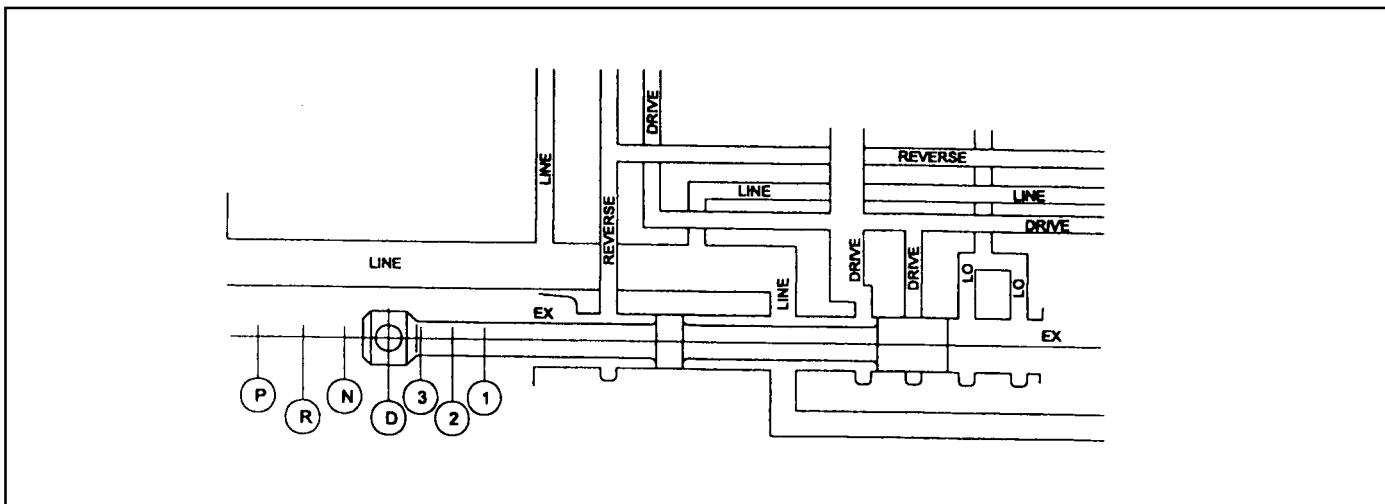 DRIVE
LINE
REVERSE
REVERSE
LINE
LINE
DRIVE
LINE
DRIVE
DRIVE
LO
LO
LINE
EX
EX
P
R
N
D
3
2
1